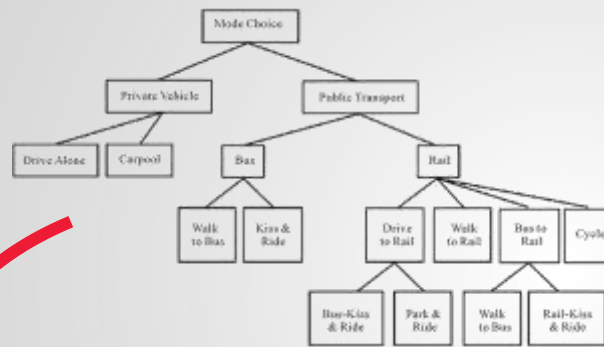 Mode Choice
Private Vehicle
Public Transport
Drive Alone
Carpool
Bus
Rail
Walk
to Bus
Kiss &
Ride
Drive
to Rail
Walk
to Rail
Bus to
Rail
Cycle
Bus-Kiss
& Ride
Park &
Ride
Walk
to Bus
Rail-Kiss
& Ride